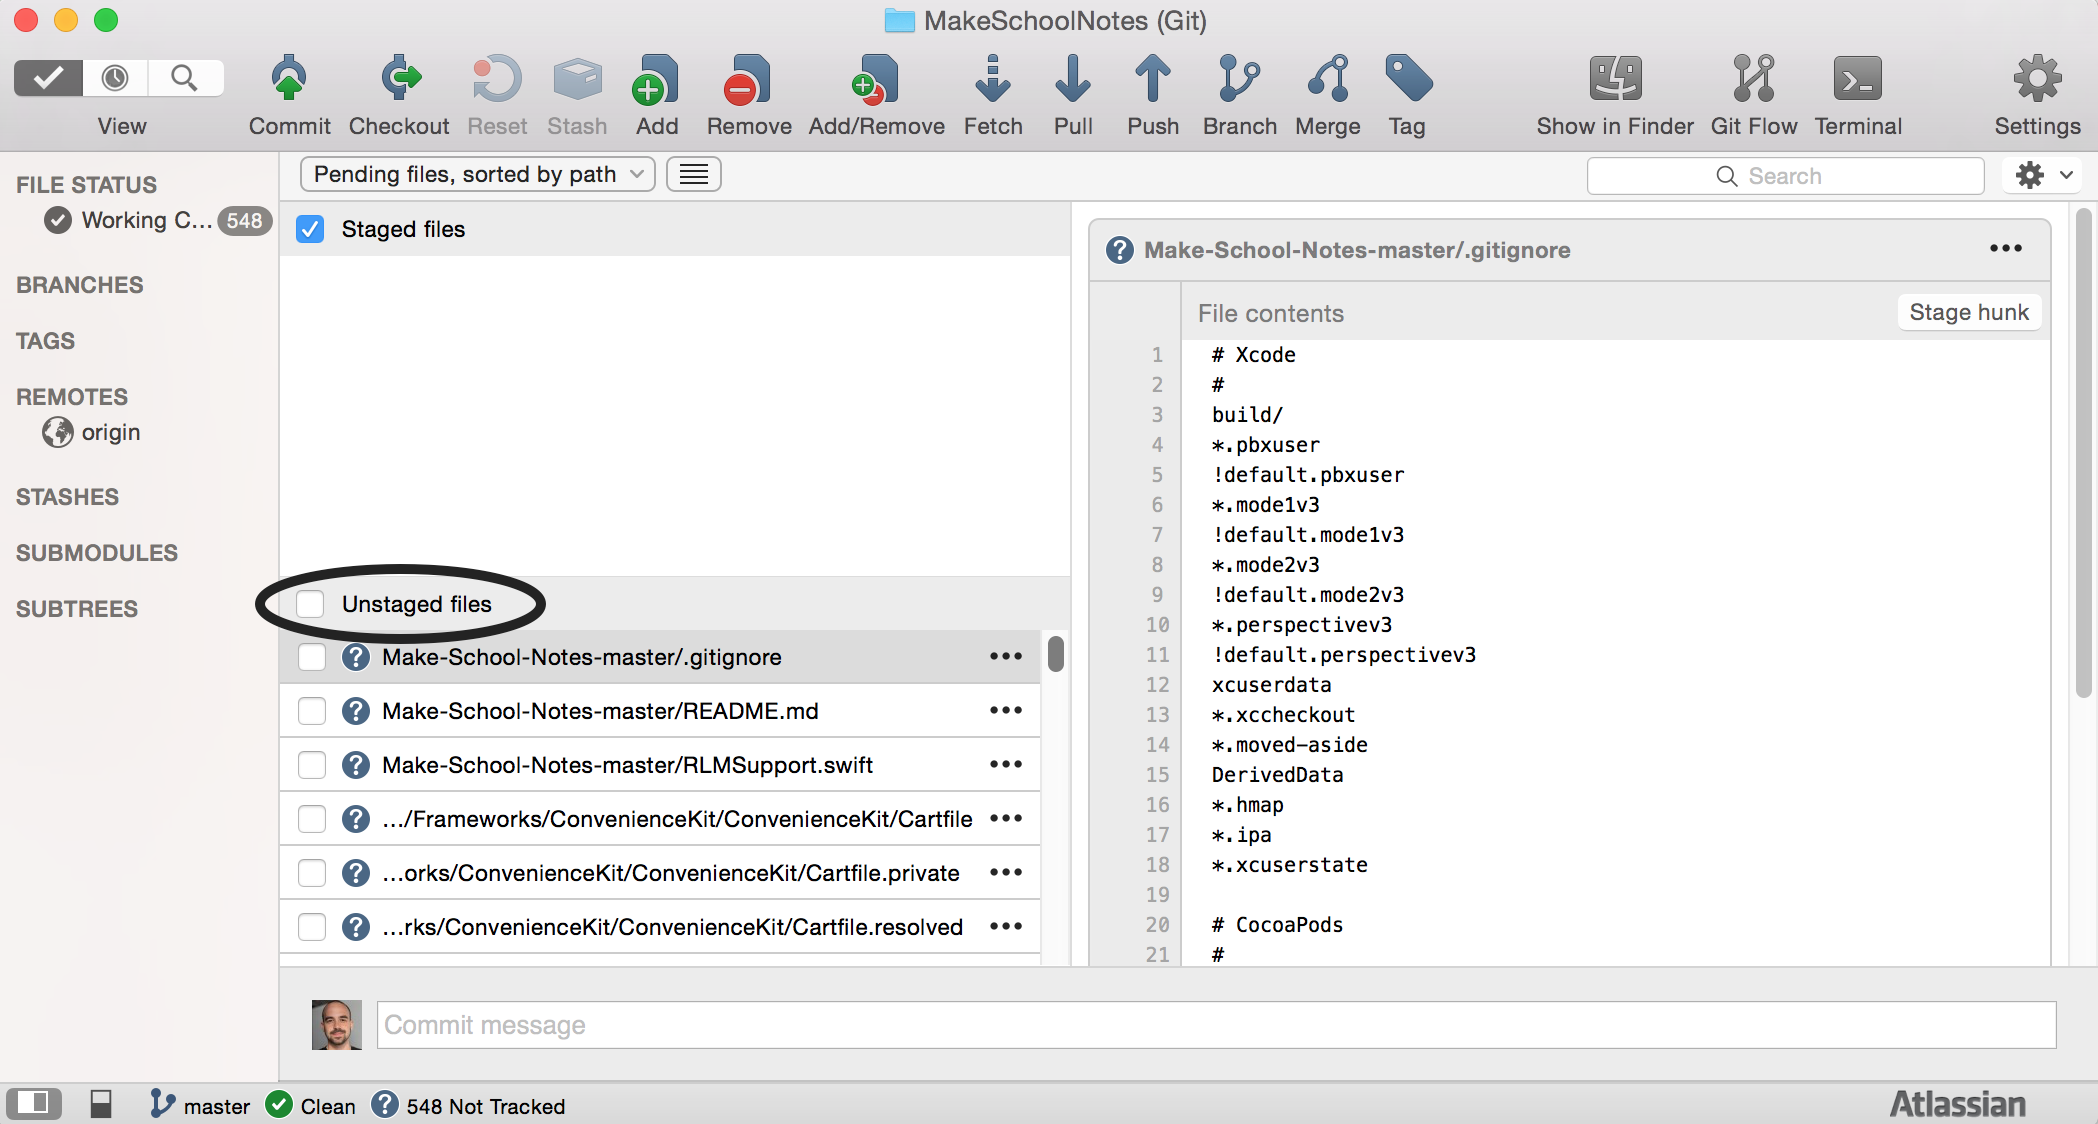 MakeSchoolNotes (Git)
View Commit Checkout Reset Stash Add Remove Add/Remove Fetch Pull Push Branch Merge Tag Show in Finder Git Flow Terminal Settings
FILE STATUS
Working C... 548
BRANCHES
TAGS
REMOTES
origin
STASHES
SUBMODULES
SUBTREES
Pending files, sorted by path
Search
Staged files
Unstaged files
Make-School-Notes-master/.gitignore
Make-School-Notes-master/README.md
Make-School-Notes-master/RLMSupport.swift
.../Frameworks/ConvenienceKit/ConvenienceKit/Cartfile
...orks/ConvenienceKit/ConvenienceKit/Cartfile.private
...rks/ConvenienceKit/ConvenienceKit/Cartfile.resolved
Make-School-Notes-master/.gitignore
File contents Stage hunk
1 # Xcode
2 #
3 build/
4 *.pbxuser
5 !default.pbxuser
6 *.mode1v3
7 !default.mode1v3
8 *.mode2v3
9 !default.mode2v3
10 *.perspectivev3
11 !default.perspectivev3
12 xcuserdata
13 *.xccheckout
14 *.moved-aside
15 DerivedData
16 *.hmap
17 *.ipa
18 *.xcuserstate
19
20 # CocoaPods
21 #
Commit message
master Clean 548 Not Tracked Atlassian